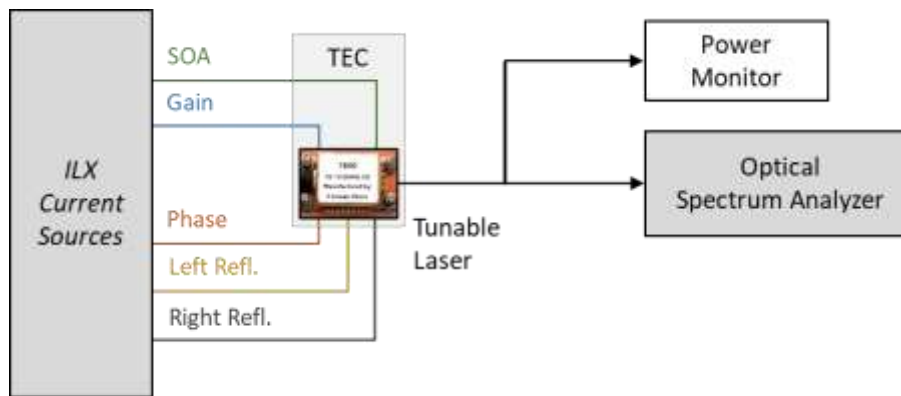 SOA
TEC
Gain
ILX
Current
Sources
Phase
Left Refl.
Right Refl.
Tunable
Laser
Power
Monitor
Optical
Spectrum Analyzer